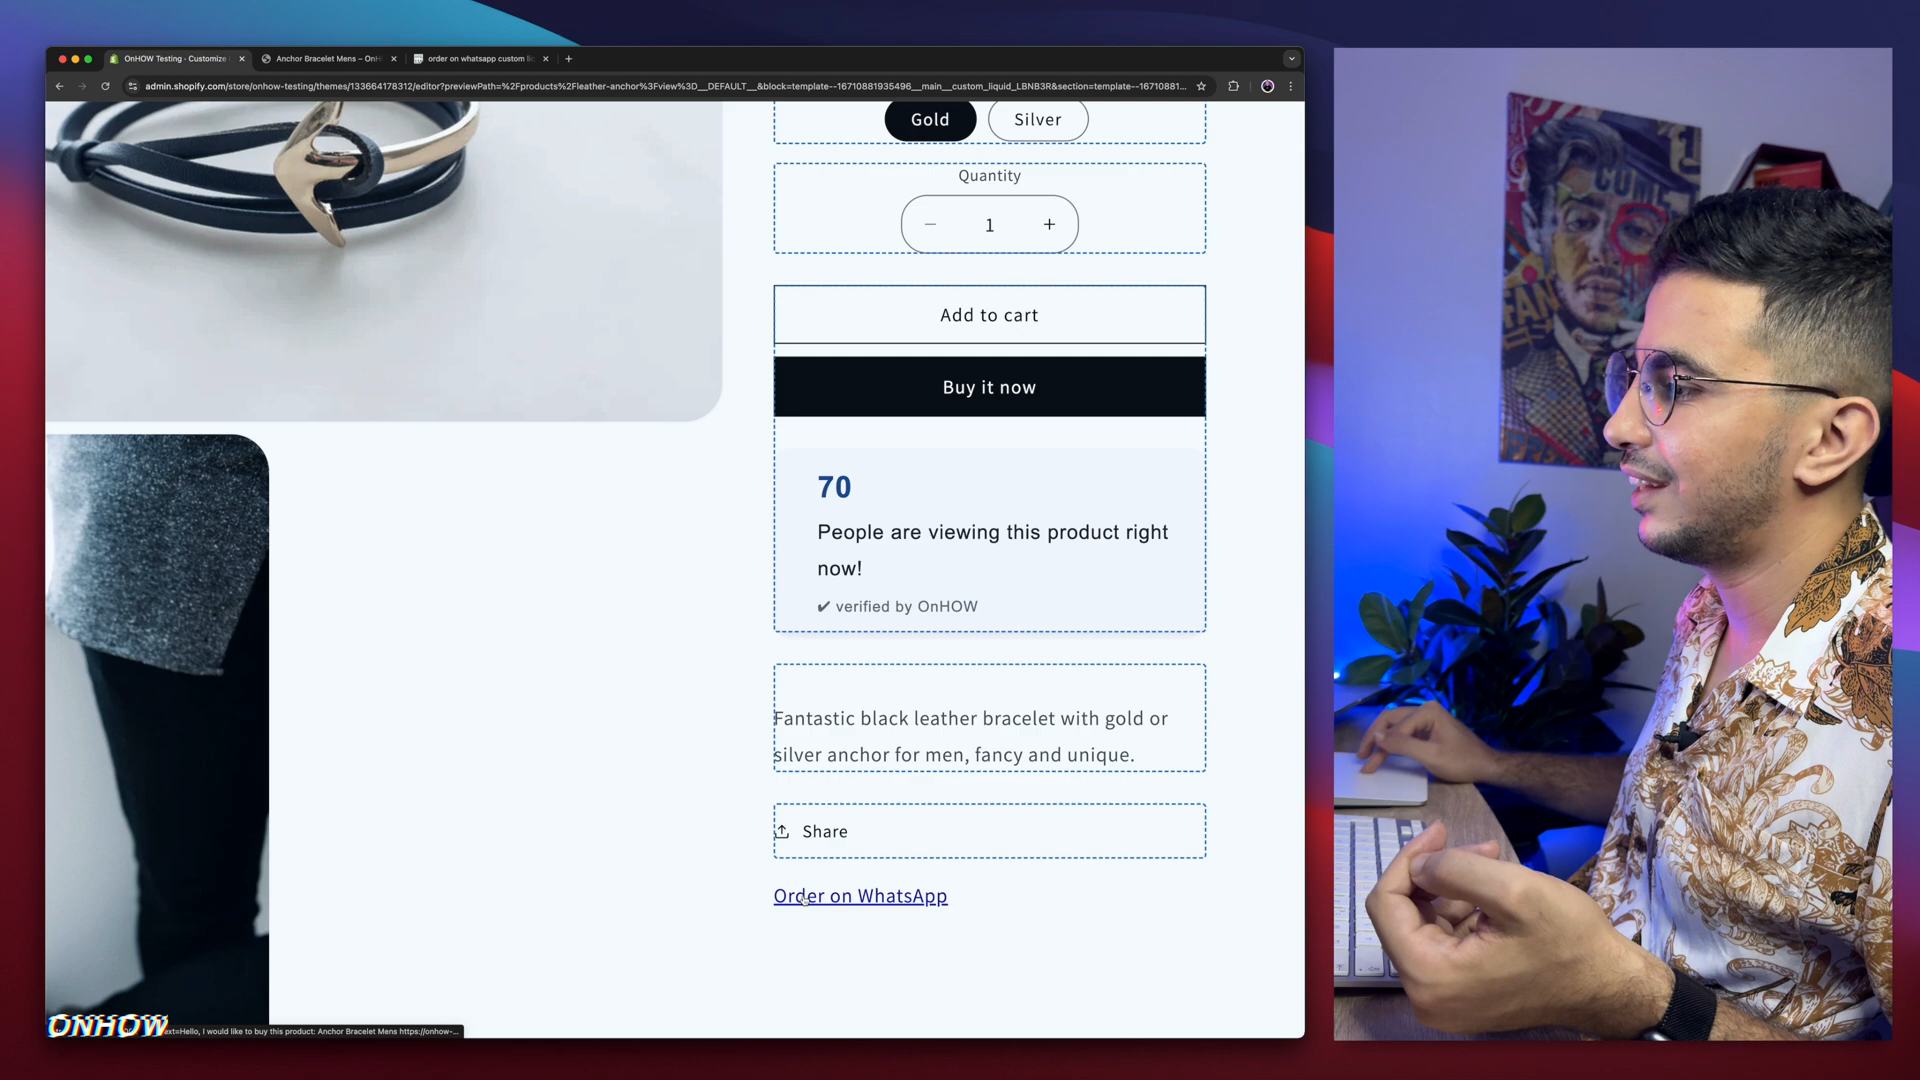 OnHOW Testing - Customize
Anchor Bracelet Mens – OnH
order on whatsapp custom li
admin.shopify.com/store/onhow-testing/themes/133664178312/editor?previewPath=%2Fproducts%2Fleather-anchor%3Fview%3D__DEFAULT__&block=template--16710881935496__main__custom_liquid_LBNB3R&section=template--16710881...
Gold
Silver
Quantity
1
Add to cart
Buy it now
70
People are viewing this product right
now!
✔ verified by OnHOW
Fantastic black leather bracelet with gold or
silver anchor for men, fancy and unique.
Share
Order on WhatsApp
ONHOW
ext=Hello, I would like to buy this product: Anchor Bracelet Mens https://onhow-...
COME
FAN